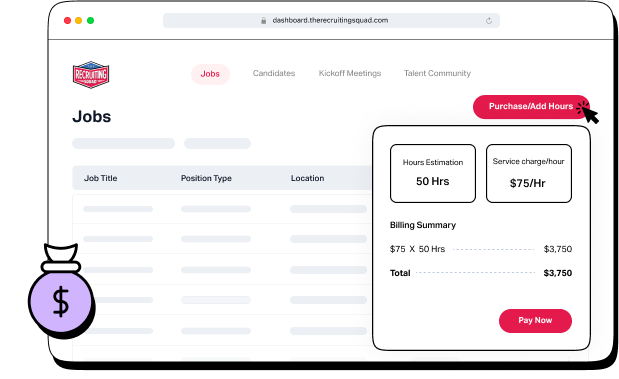 dashboard.therecruitingsquad.com
RECRUITING
SQUAD
Jobs Candidates Kickoff Meetings Talent Community
Purchase/Add Hours
Jobs
Job Title Position Type Location
Hours Estimation
50 Hrs
Service charge/hour
$75/Hr
Billing Summary
$75 X 50 Hrs $3,750
Total $3,750
Pay Now
$